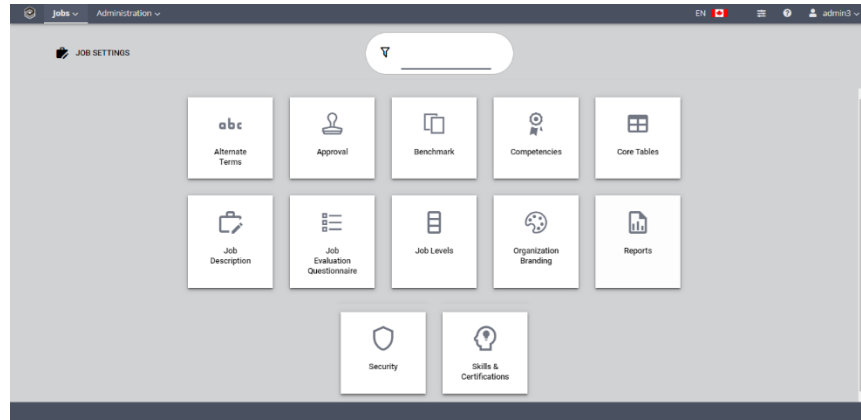 Jobs Administration EN admin3
JOB SETTINGS
abc
Alternate
Terms
Approval
Benchmark
Competencies
Core Tables
Job
Description
Job
Evaluation
Questionnaire
Job Levels
Organization
Branding
Reports
Security
Skills &
Certifications